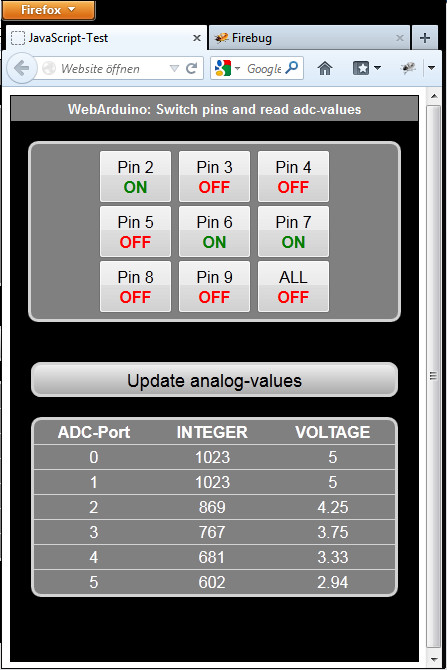 Firefox
JavaScript-Test
Firebug
Website öffnen
Google
WebArduino: Switch pins and read adc-values
Pin 2 Pin 3 Pin 4
ON OFF OFF
Pin 5 Pin 6 Pin 7
OFF ON ON
Pin 8 Pin 9 ALL
OFF OFF OFF
Update analog-values
ADC-Port INTEGER VOLTAGE
0 1023 5
1 1023 5
2 869 4.25
3 767 3.75
4 681 3.33
5 602 2.94